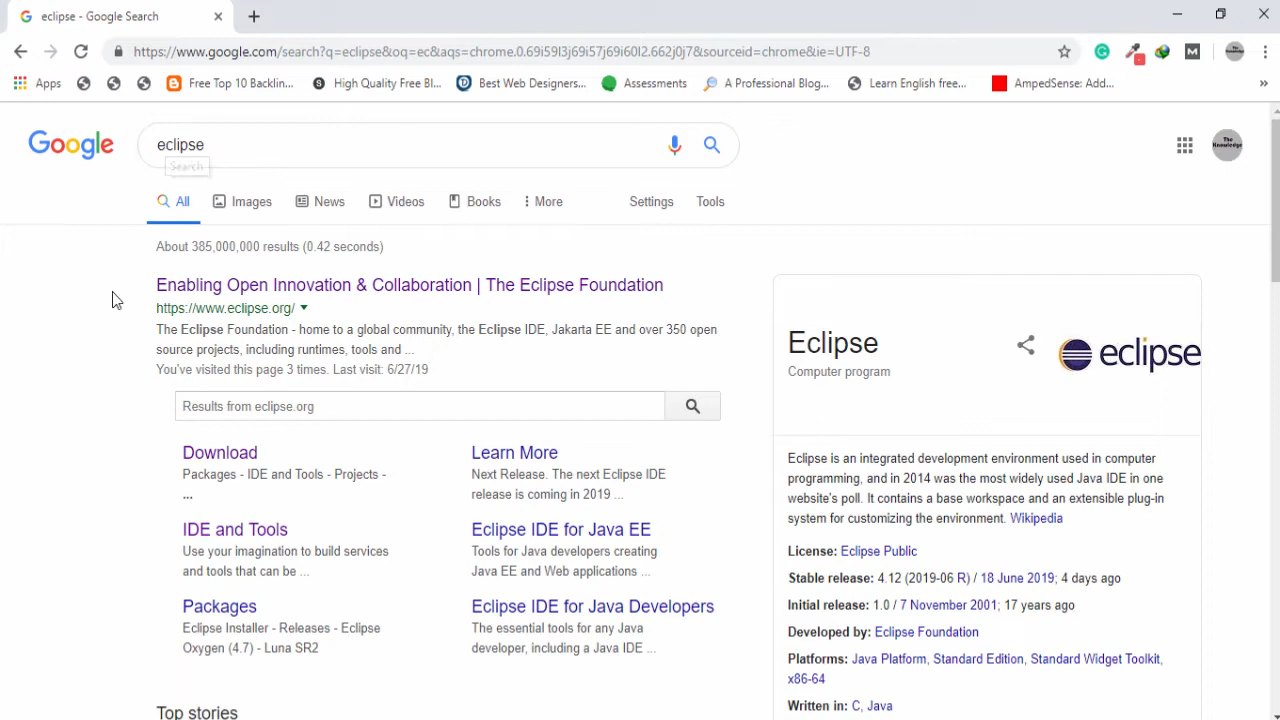 eclipse - Google Search
https://www.google.com/search?q=eclipse&oq=ec&aqs=chrome.0.69i59l3j69i57j69i60l2.662j0j7&sourceid=chrome&ie=UTF-8
M
Apps
Free Top 10 Backlin...
S
High Quality Free Bl...
D
Best Web Designers...
Assessments
A Professional Blog...
Learn English free...
AmpedSense: Add...
»
Google
eclipse
Search
The Knowledge
All
Images
News
Videos
Books
More
Settings
Tools
About 385,000,000 results (0.42 seconds)
Enabling Open Innovation & Collaboration | The Eclipse Foundation
https://www.eclipse.org/
The Eclipse Foundation - home to a global community, the Eclipse IDE, Jakarta EE and over 350 open
source projects, including runtimes, tools and ...
You've visited this page 3 times. Last visit: 6/27/19
Results from eclipse.org
Download
Packages - IDE and Tools - Projects -
...
Learn More
Next Release. The next Eclipse IDE
release is coming in 2019 ...
IDE and Tools
Use your imagination to build services
and tools that can be ...
Eclipse IDE for Java EE
Tools for Java developers creating
Java EE and Web applications ...
Packages
Eclipse Installer - Releases - Eclipse
Oxygen (4.7) - Luna SR2
Eclipse IDE for Java Developers
The essential tools for any Java
developer, including a Java IDE ...
Top stories
Eclipse
Computer program
eclipse
Eclipse is an integrated development environment used in computer
programming, and in 2014 was the most widely used Java IDE in one
website's poll. It contains a base workspace and an extensible plug-in
system for customizing the environment. Wikipedia
License: Eclipse Public
Stable release: 4.12 (2019-06 R) / 18 June 2019; 4 days ago
Initial release: 1.0 / 7 November 2001; 17 years ago
Developed by: Eclipse Foundation
Platforms: Java Platform, Standard Edition, Standard Widget Toolkit,
x86-64
Written in: C, Java